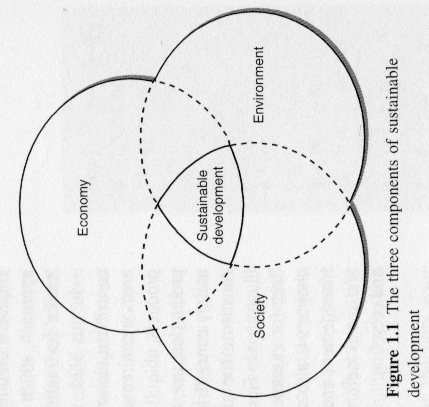 Economy
Sustainable
development
Society
Environment
Figure 1.1 The three components of sustainable
development